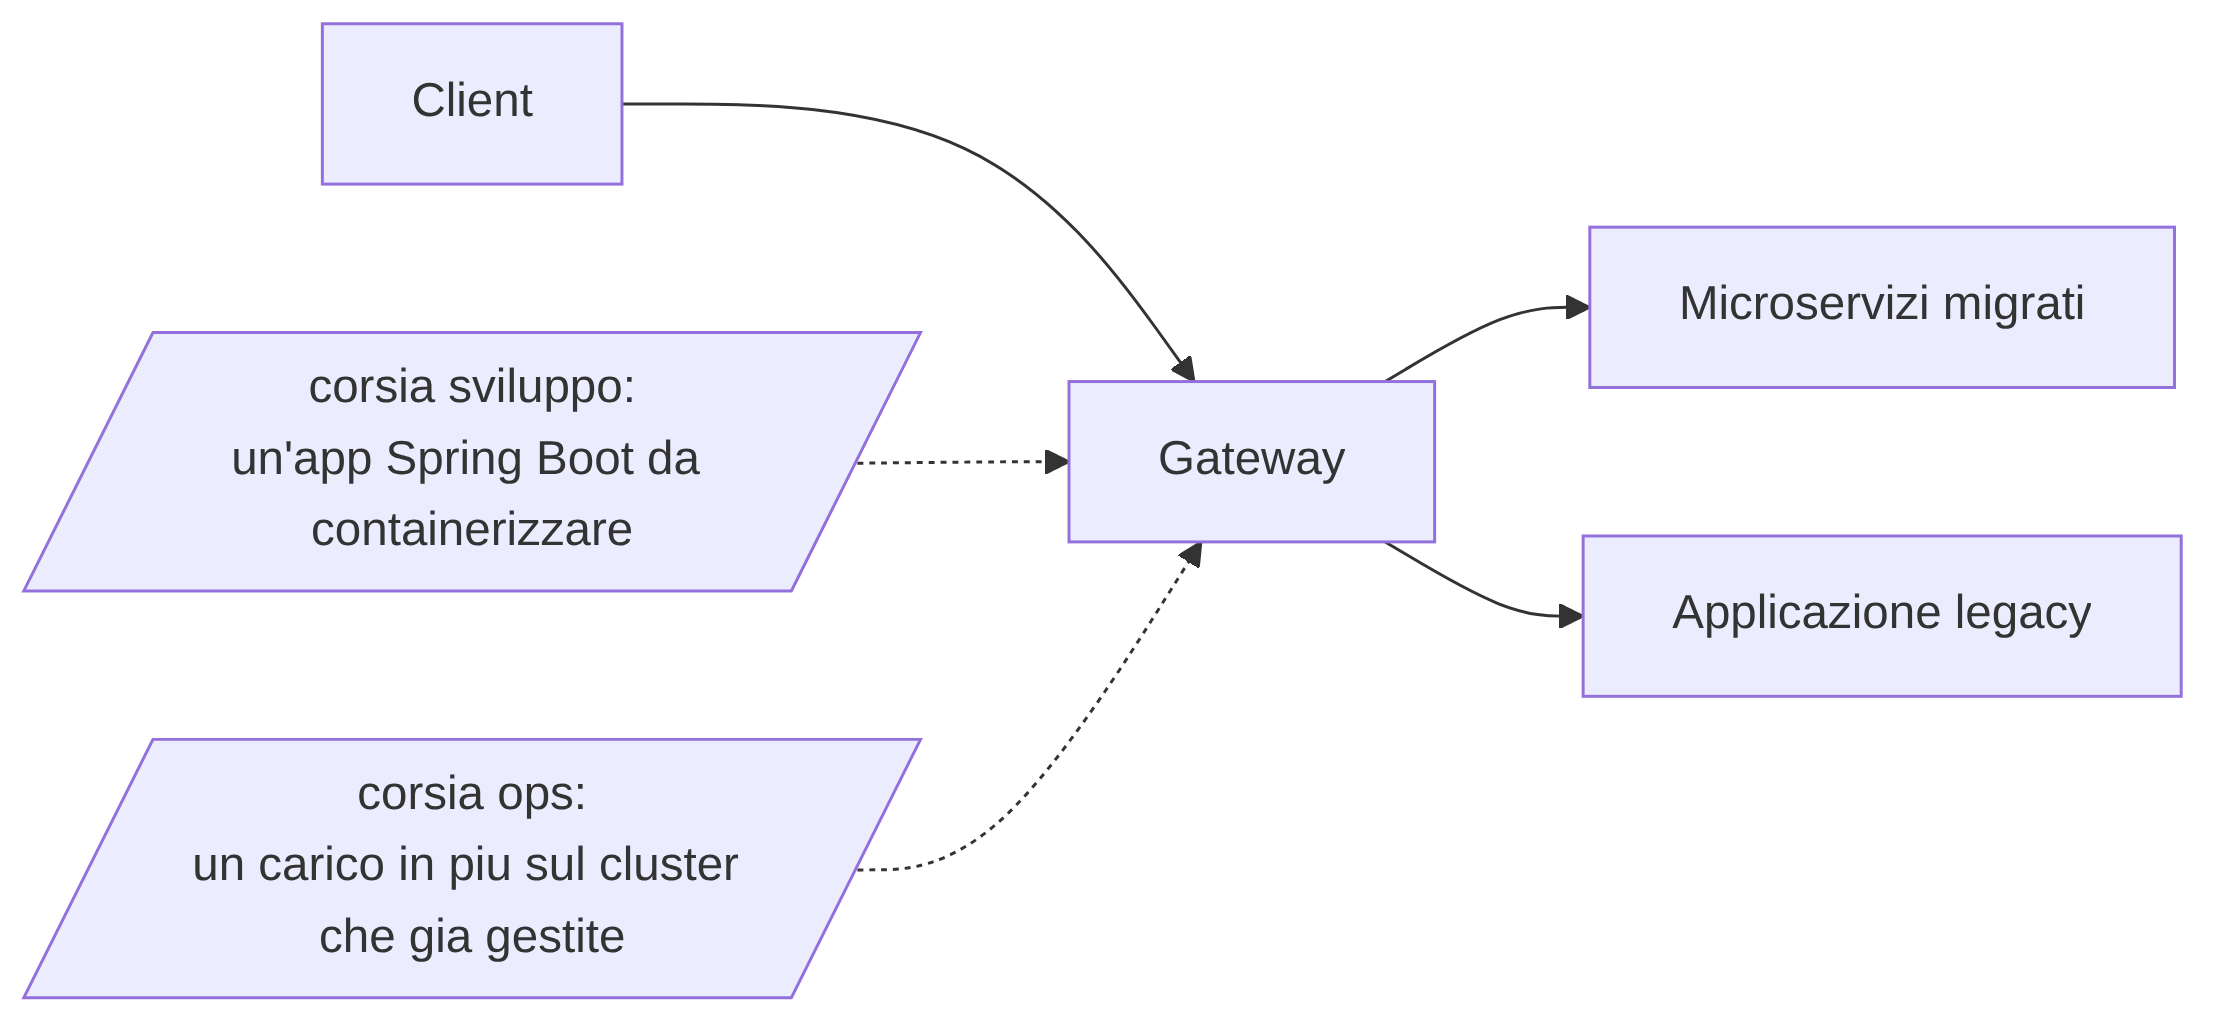 Client
corsia sviluppo:
un'app Spring Boot da
containerizzare
corsia ops:
un carico in piu sul cluster
che gia gestite
Gateway
Microservizi migrati
Applicazione legacy